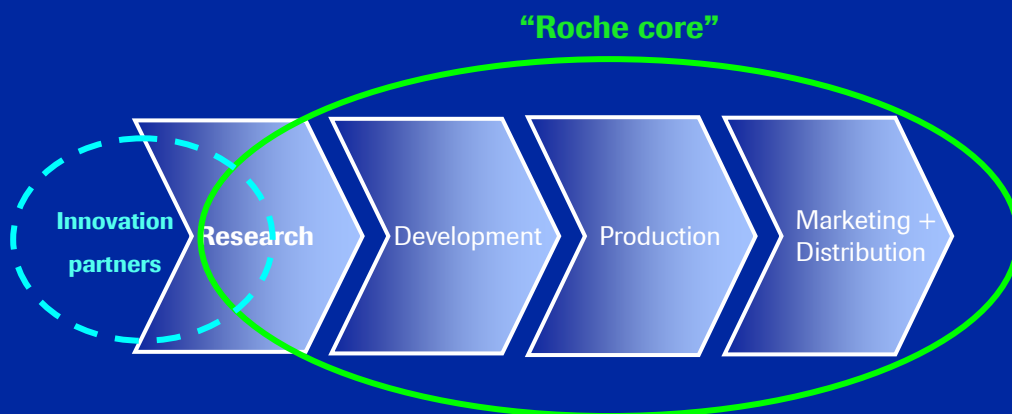 “Roche core”
Innovation
partners
Research
Development
Production
Marketing +
Distribution